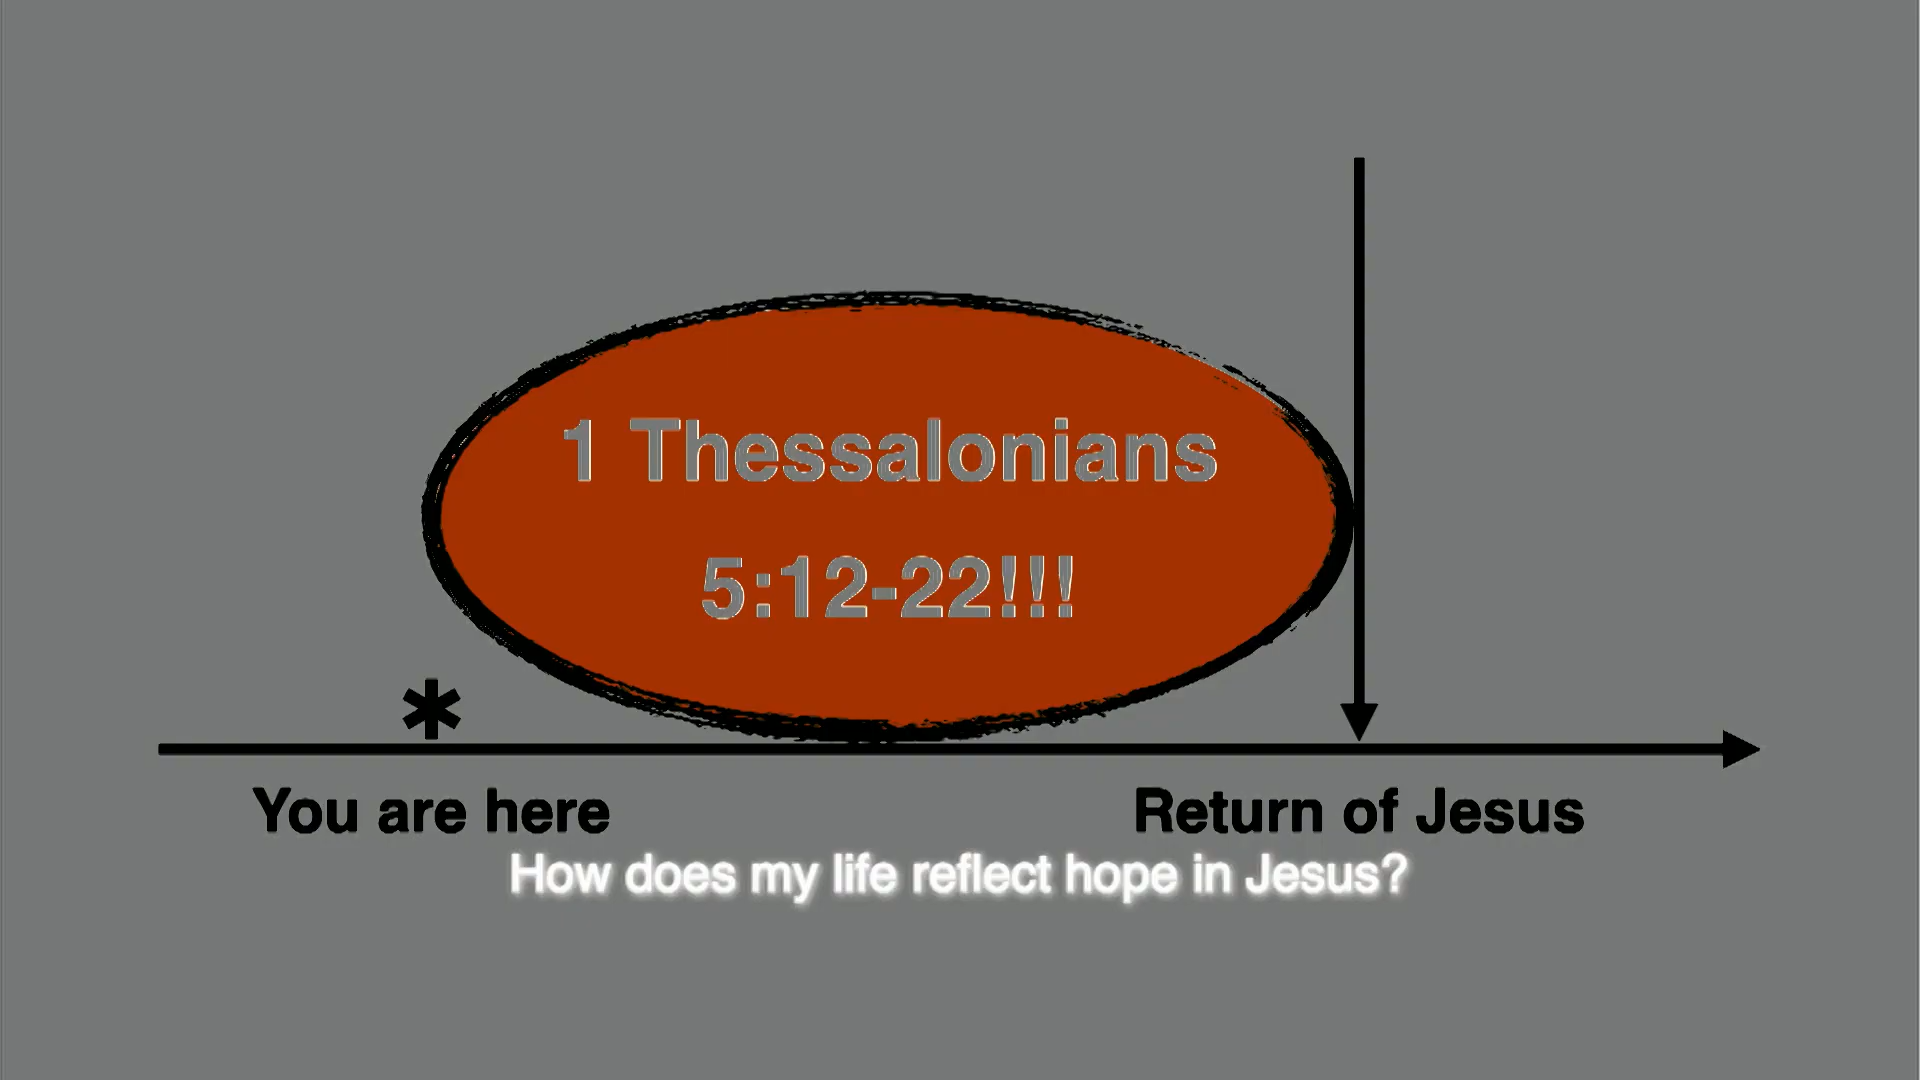 1 Thessalonians
5:12-22!!!
*
You are here
Return of Jesus
How does my life reflect hope in Jesus?